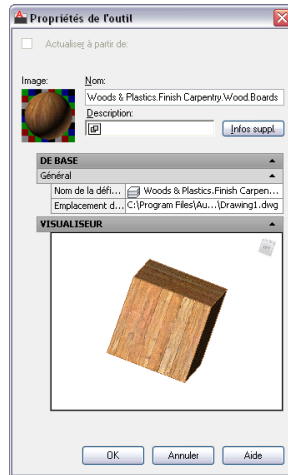 Propriétés de l'outil
Actualiser à partir de:
Image:
Nom:
Woods & Plastics.Finish Carpentry.Wood.Boards
Description:
Infos suppl.
DE BASE
Général
Nom de la défi... Woods & Plastics.Finish Carpen...
Emplacement d... C:\Program Files\Au...\Drawing1.dwg
VISUALISEUR
OK Annuler Aide